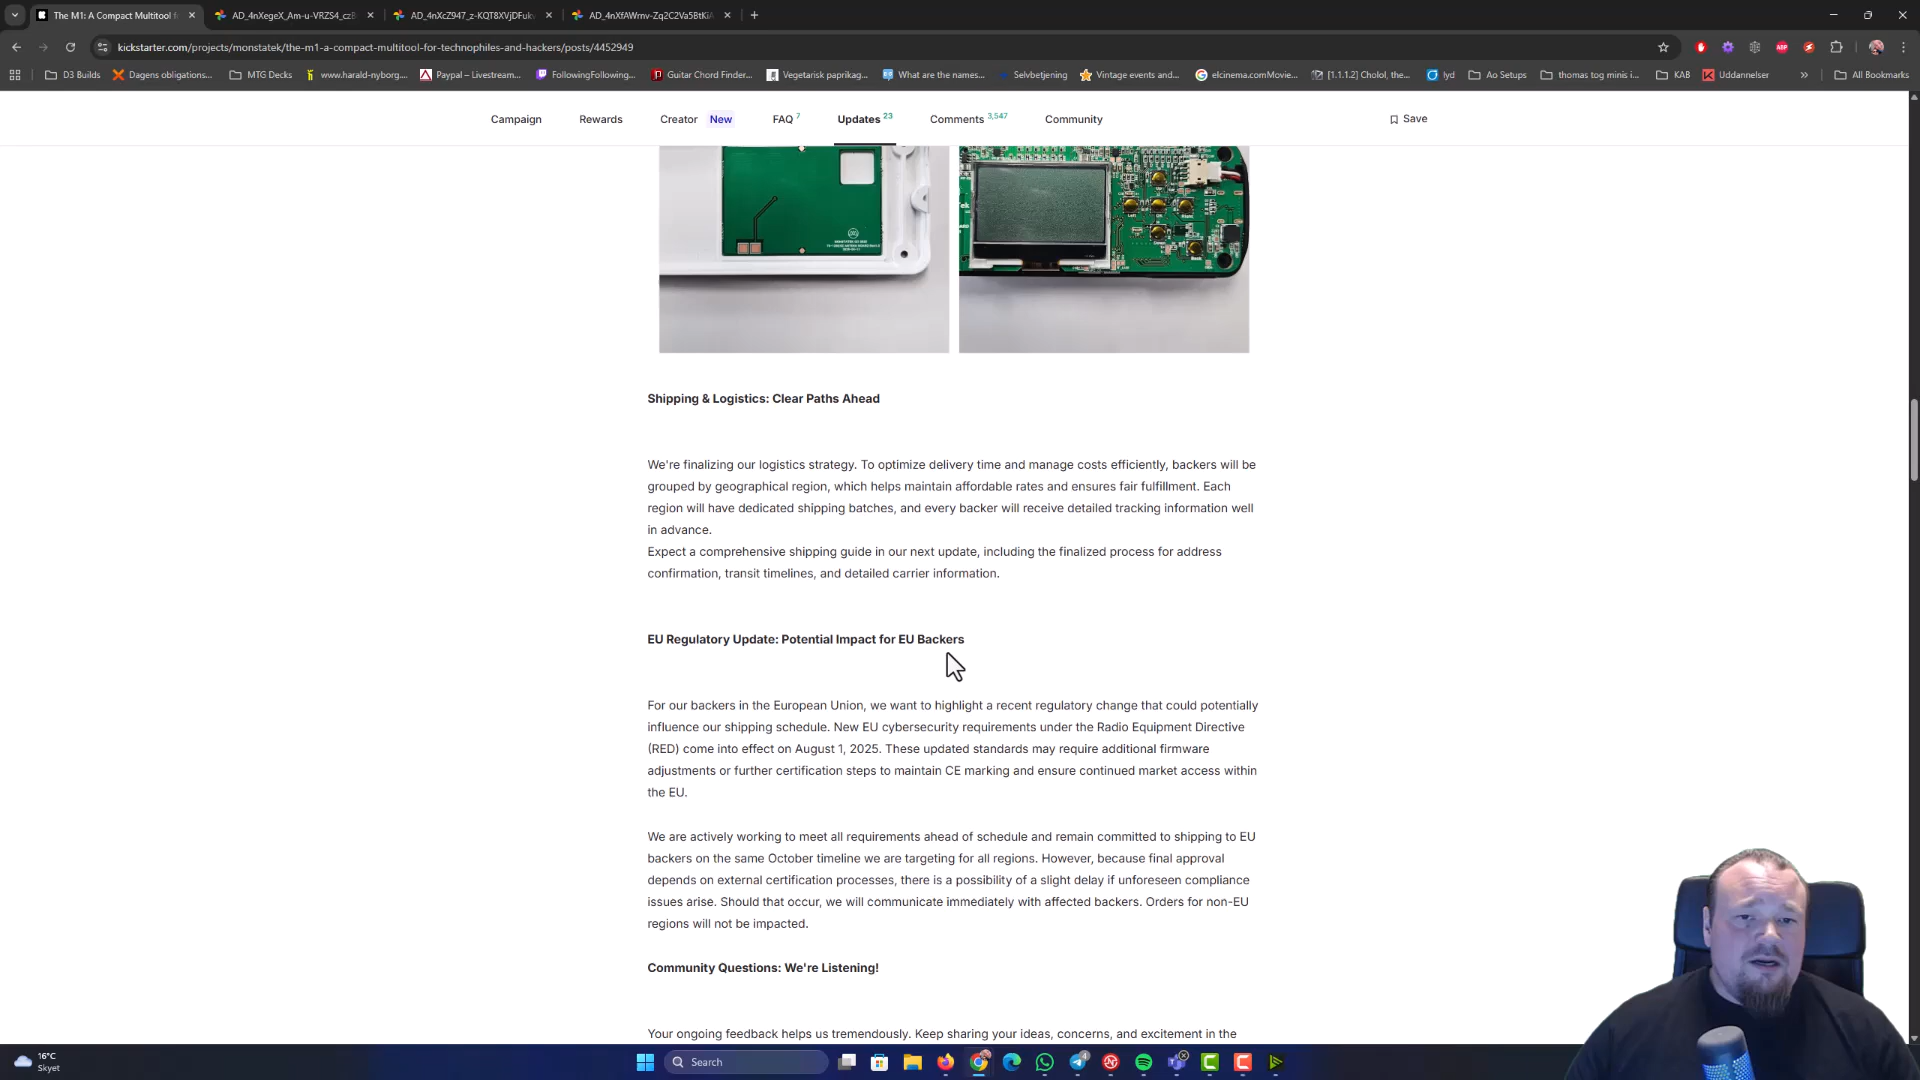 The M1: A Compact Multitool f
AD_4nXegeX_Am-u-VRZS4_cz
AD_4nXcZ947_z-KQT8XVjDFukv
AD_4nXfAWrnv-Zq2C2Va5BtKiA
kickstarter.com/projects/monstatek/the-m1-a-compact-multitool-for-technophiles-and-hackers/posts/4452949
D3 Builds
Dagens obligations...
MTG Decks
www.harald-nyborg....
Paypal – Livestream...
FollowingFollowing...
Guitar Chord Finder...
Vegetarisk paprikag...
What are the names...
Selvbetjening
Vintage events and...
elcinema.comMovie...
[1.1.1.2] Cholol, the...
lyd
Ao Setups
thomas tog minis i...
KAB
Uddannelser
All Bookmarks
Campaign
Rewards
Creator New
FAQ 7
Updates 23
Comments 3,547
Community
Save
Shipping & Logistics: Clear Paths Ahead
We're finalizing our logistics strategy. To optimize delivery time and manage costs efficiently, backers will be
grouped by geographical region, which helps maintain affordable rates and ensures fair fulfillment. Each
region will have dedicated shipping batches, and every backer will receive detailed tracking information well
in advance.
Expect a comprehensive shipping guide in our next update, including the finalized process for address
confirmation, transit timelines, and detailed carrier information.
EU Regulatory Update: Potential Impact for EU Backers
For our backers in the European Union, we want to highlight a recent regulatory change that could potentially
influence our shipping schedule. New EU cybersecurity requirements under the Radio Equipment Directive
(RED) come into effect on August 1, 2025. These updated standards may require additional firmware
adjustments or further certification steps to maintain CE marking and ensure continued market access within
the EU.
We are actively working to meet all requirements ahead of schedule and remain committed to shipping to EU
backers on the same October timeline we are targeting for all regions. However, because final approval
depends on external certification processes, there is a possibility of a slight delay if unforeseen compliance
issues arise. Should that occur, we will communicate immediately with affected backers. Orders for non-EU
regions will not be impacted.
Community Questions: We're Listening!
Your ongoing feedback helps us tremendously. Keep sharing your ideas, concerns, and excitement in the
16°C
Skyet
Search